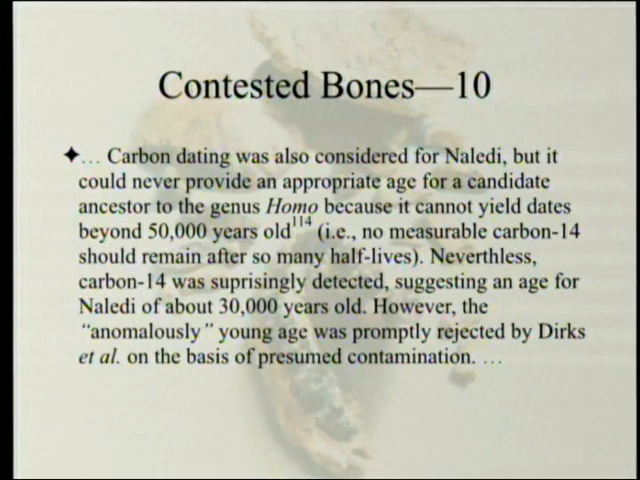 Contested Bones—10
✦… Carbon dating was also considered for Naledi, but it
could never provide an appropriate age for a candidate
ancestor to the genus Homo because it cannot yield dates
beyond 50,000 years old114 (i.e., no measurable carbon-14
should remain after so many half-lives). Neverthless,
carbon-14 was suprisingly detected, suggesting an age for
Naledi of about 30,000 years old. However, the
“anomalously” young age was promptly rejected by Dirks
et al. on the basis of presumed contamination. …